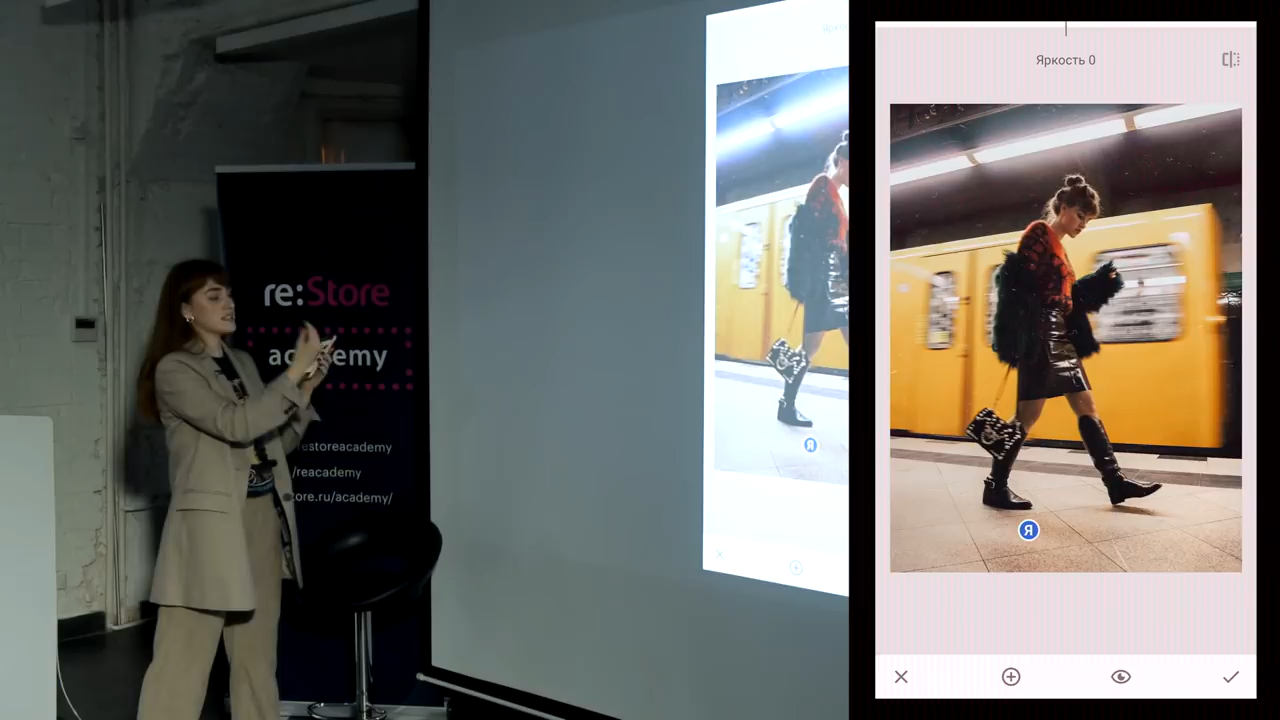 re:Store
academy
restoreacademy
/reacademy
tore.ru/academy/
Яркость 0
Я
Я